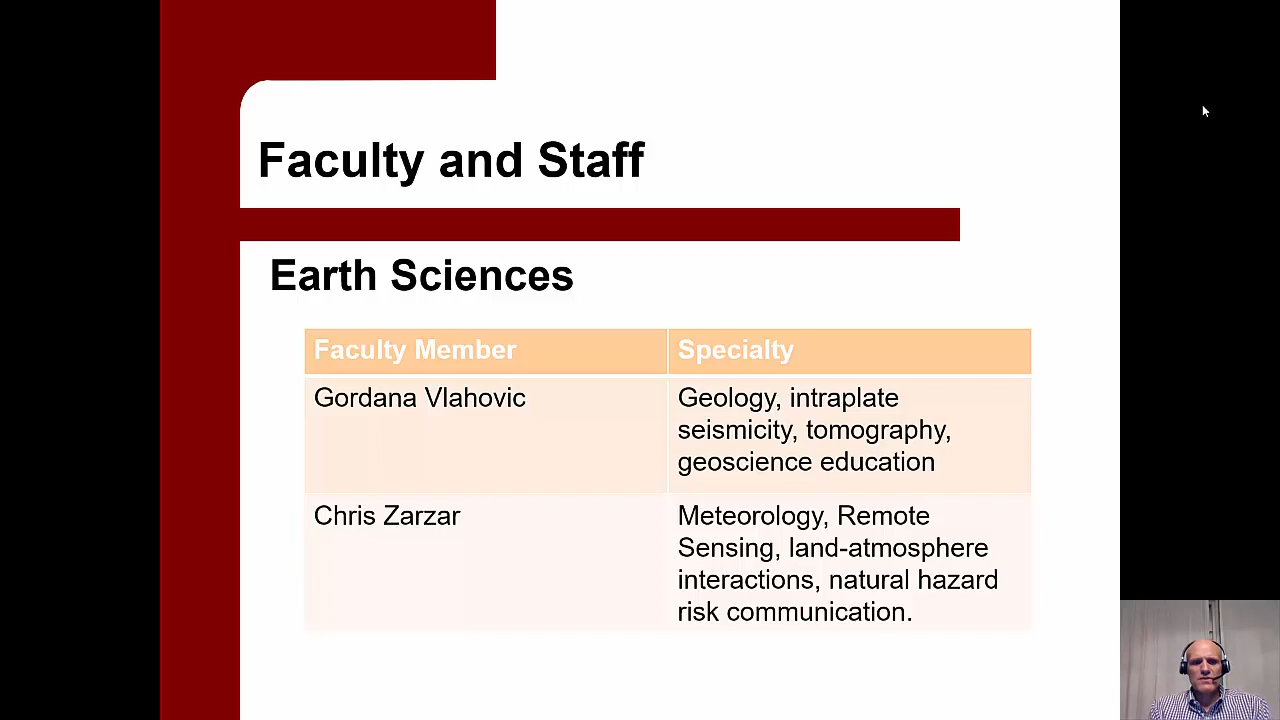 Faculty and Staff
Earth Sciences
Faculty Member
Specialty
Gordana Vlahovic
Geology, intraplate
seismicity, tomography,
geoscience education
Chris Zarzar
Meteorology, Remote
Sensing, land-atmosphere
interactions, natural hazard
risk communication.